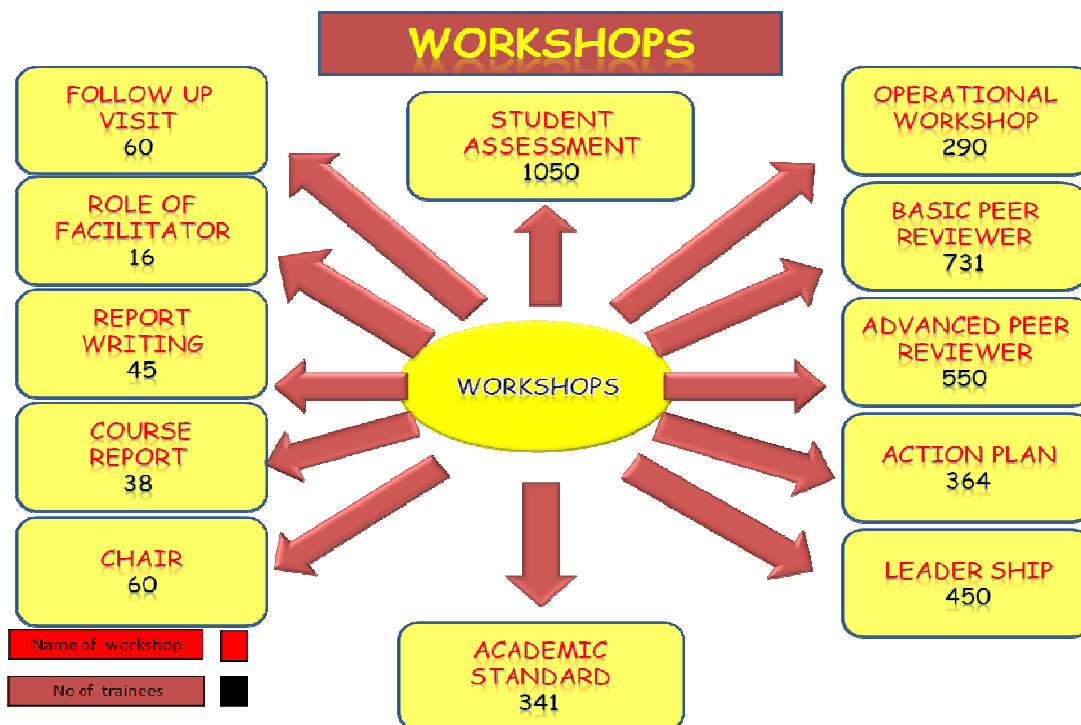 WORKSHOPS
FOLLOW UP
VISIT
60
ROLE OF
FACILITATOR
16
REPORT
WRITING
45
COURSE
REPORT
38
CHAIR
60
STUDENT
ASSESSMENT
1050
WORKSHOPS
ACADEMIC
STANDARD
341
OPERATIONAL
WORKSHOP
290
BASIC PEER
REVIEWER
731
ADVANCED PEER
REVIEWER
550
ACTION PLAN
364
LEADER SHIP
450
Name of workshop
No of trainees